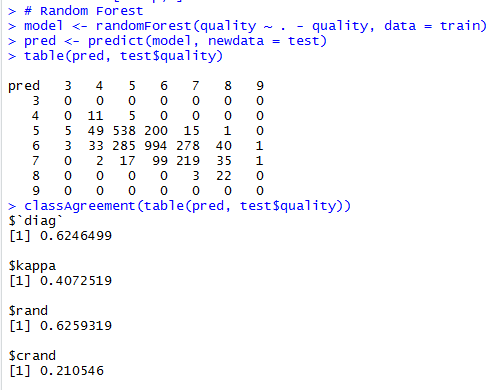 > # Random Forest
> model <- randomForest(quality ~ . - quality, data = train)
> pred <- predict(model, newdata = test)
> table(pred, test$quality)
pred   3   4   5   6   7   8   9
   3   0   0   0   0   0   0   0
   4   0  11   5   0   0   0   0
   5   5  49 538 200  15   1   0
   6   3  33 285 994 278  40   1
   7   0   2  17  99 219  35   1
   8   0   0   0   0   3  22   0
   9   0   0   0   0   0   0   0
> classAgreement(table(pred, test$quality))
$`diag`
[1] 0.6246499
$kappa
[1] 0.4072519
$rand
[1] 0.6259319
$crand
[1] 0.210546